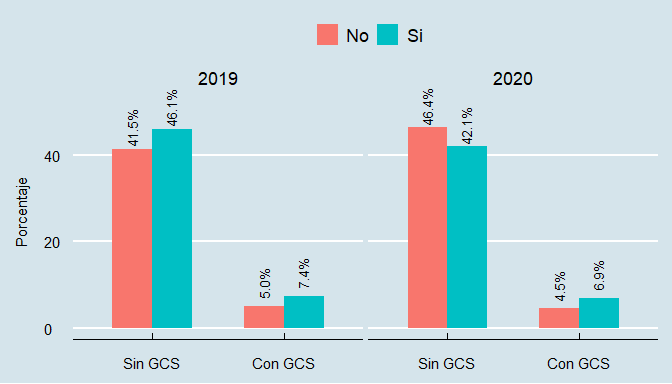 No Si
2019 2020
Porcentaje
40
20
0
41.5% 46.1% 5.0% 7.4%
46.4% 42.1% 4.5% 6.9%
Sin GCS Con GCS Sin GCS Con GCS